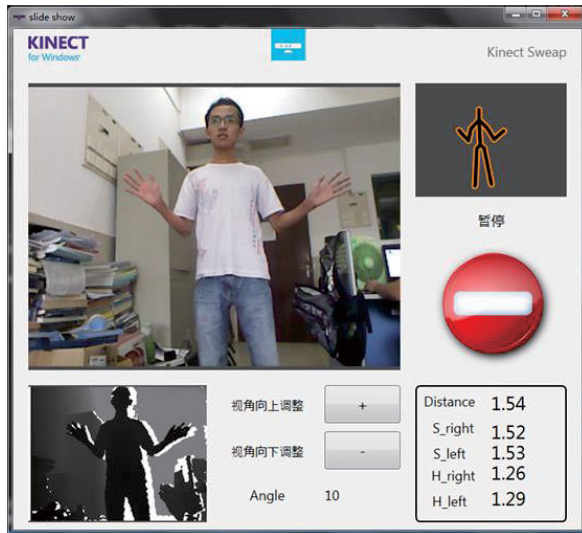 slide show
KINECT
for Windows
Kinect Sweap
暂停
视角向上调整
+
视角向下调整
-
Angle 10
Distance 1.54
S_right 1.52
S_left 1.53
H_right 1.26
H_left 1.29